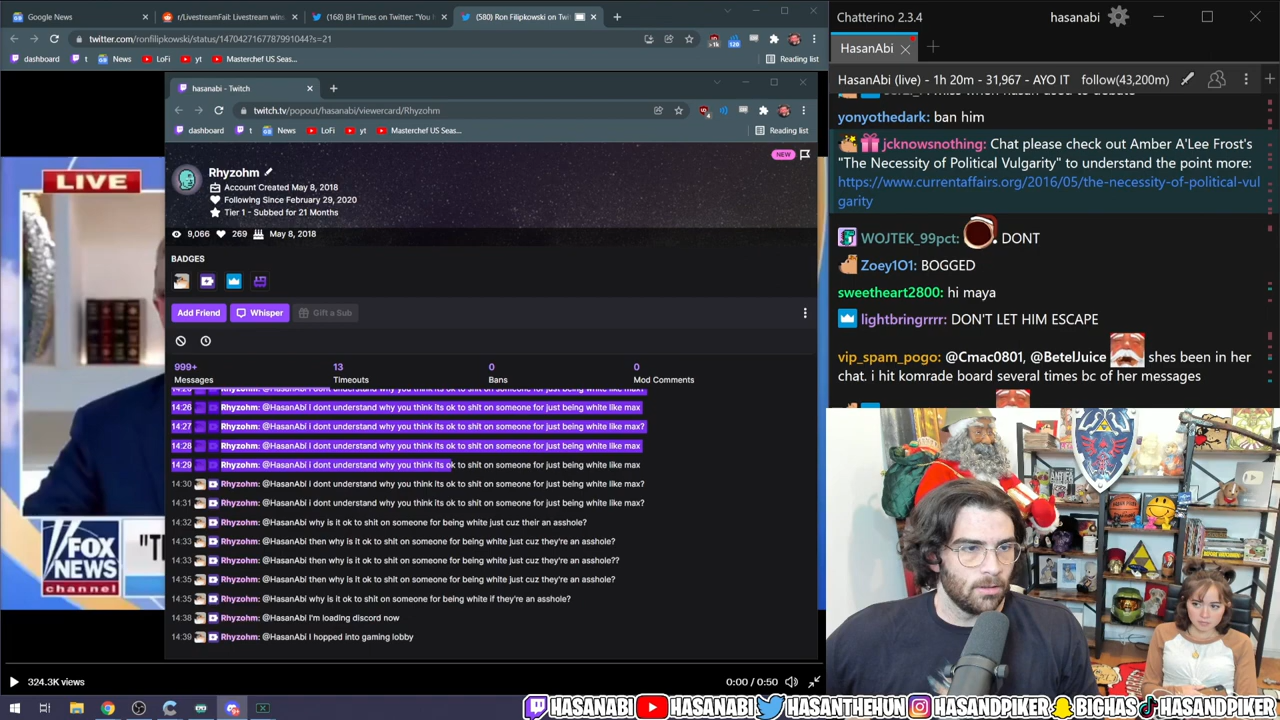 Google News
r/LivestreamFail: Livestream wins
(168) BH Times on Twitter: "You h
(580) Ron Filipkowski on Twi
twitter.com/ronfilipkowski/status/1470427167787991044?s=21
dashboard
t
News
LoFi
yt
Masterchef US Seas...
Reading list
hasanabi - Twitch
twitch.tv/popout/hasanabi/viewercard/Rhyzohm
dashboard
t
News
LoFi
yt
Masterchef US Seas...
Reading list
LIVE
NEW
Rhyzohm
Account Created May 8, 2018
Following Since February 29, 2020
Tier 1 - Subbed for 21 Months
9,066 269 May 8, 2018
BADGES
Add Friend
Whisper
Gift a Sub
999+ 13 0 0
Messages Timeouts Bans Mod Comments
14:26 Rhyzohm: @HasanAbi i dont understand why you think its ok to shit on someone for just being white like max
14:27 Rhyzohm: @HasanAbi i dont understand why you think its ok to shit on someone for just being white like max?
14:28 Rhyzohm: @HasanAbi i dont understand why you think its ok to shit on someone for just being white like max
14:29 Rhyzohm: @HasanAbi i dont understand why you think its ok to shit on someone for just being white like max
14:30 Rhyzohm: @HasanAbi i dont understand why you think its ok to shit on someone for just being white like max?
14:31 Rhyzohm: @HasanAbi i dont understand why you think its ok to shit on someone for just being white like max?
14:32 Rhyzohm: @HasanAbi why is it ok to shit on someone for being white just cuz their an asshole?
14:33 Rhyzohm: @HasanAbi then why is it ok to shit on someone for being white just cuz they're an asshole?
14:33 Rhyzohm: @HasanAbi then why is it ok to shit on someone for being white just cuz they're an asshole??
14:35 Rhyzohm: @HasanAbi then why is it ok to shit on someone for being white just cuz they're an asshole?
14:35 Rhyzohm: @HasanAbi why is it ok to shit on someone for being white if they're an asshole?
14:38 Rhyzohm: @HasanAbi I'm loading discord now
14:39 Rhyzohm: @HasanAbi I hopped into gaming lobby
FOX
NEWS
channel
"T
324.3K views
0:00 / 0:50
Chatterino 2.3.4
hasanabi
HasanAbi
HasanAbi (live) - 1h 20m - 31,967 - AYO IT
follow(43,200m)
yonyothedark: ban him
jcknowsnothing: Chat please check out Amber A'Lee Frost's
"The Necessity of Political Vulgarity" to understand the point more:
https://www.currentaffairs.org/2016/05/the-necessity-of-political-vul
garity
WOJTEK_99pct: DONT
Zoey1O1: BOGGED
sweetheart2800: hi maya
lightbringrrrr: DON'T LET HIM ESCAPE
vip_spam_pogo: @Cmac0801, @BetelJuice shes been in her
chat. i hit komrade board several times bc of her messages
HASANABI HASANABI HASANTHEHUN HASANDPIKER BIGHAS HASANDPIKER